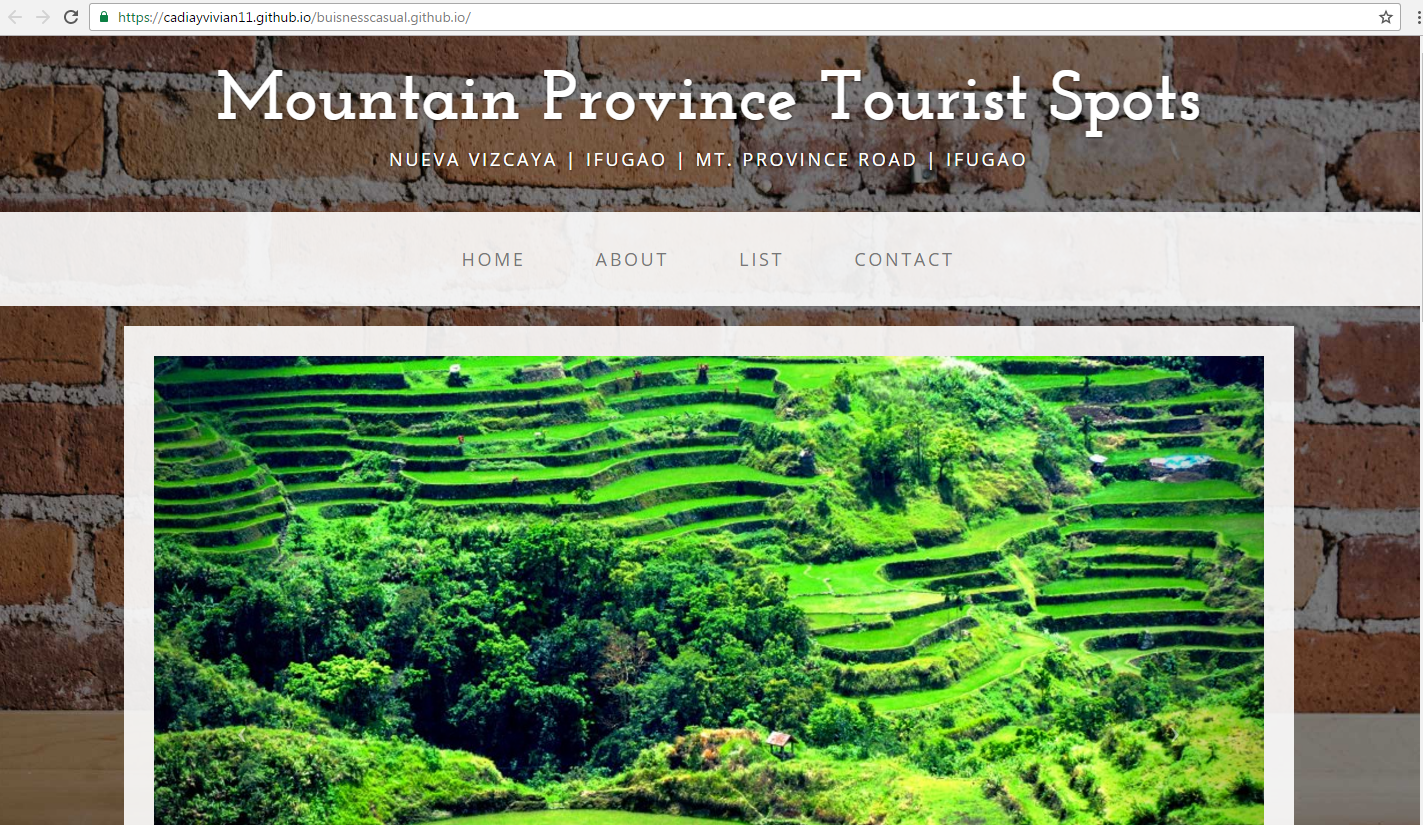 https://cadiayvivian11.github.io/buisnesscasual.github.io/
Mountain Province Tourist Spots
NUEVA VIZCAYA | IFUGAO | MT. PROVINCE ROAD | IFUGAO
HOME ABOUT LIST CONTACT